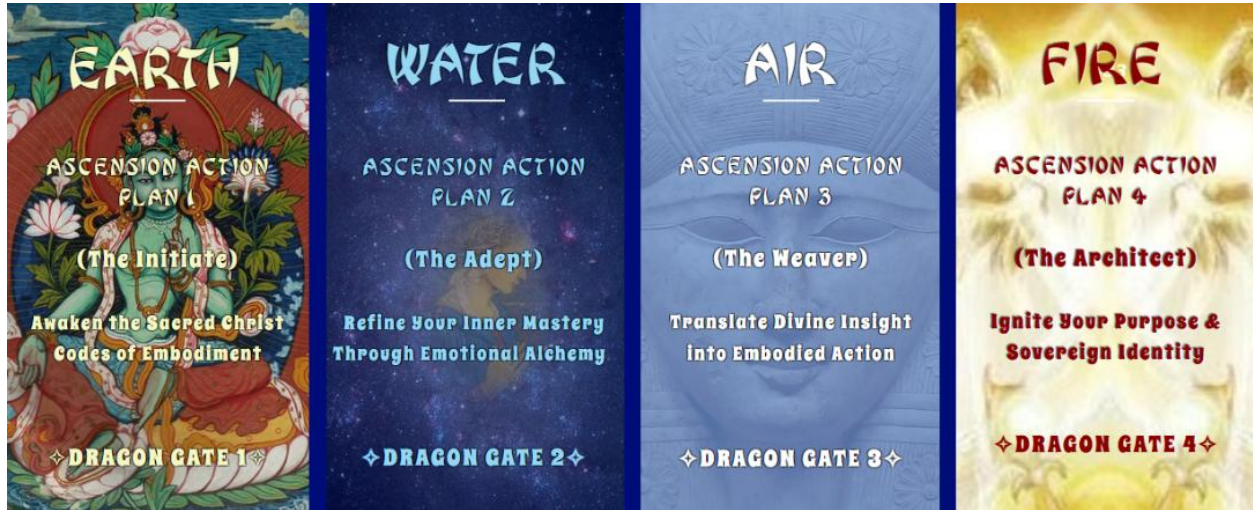 EARTH
ASCENSION ACTION
PLAN 1
(The Initiate)
Awaken the Sacred Christ
Codes of Embodiment
✧DRAGON GATE 1✧
WATER
ASCENSION ACTION
PLAN 2
(The Adept)
Refine Your Inner Mastery
Through Emotional Alchemy
✧DRAGON GATE 2✧
AIR
ASCENSION ACTION
PLAN 3
(The Weaver)
Translate Divine Insight
into Embodied Action
✧DRAGON GATE 3✧
FIRE
ASCENSION ACTION
PLAN 4
(The Architect)
Ignite Your Purpose &
Sovereign Identity
✧DRAGON GATE 4✧